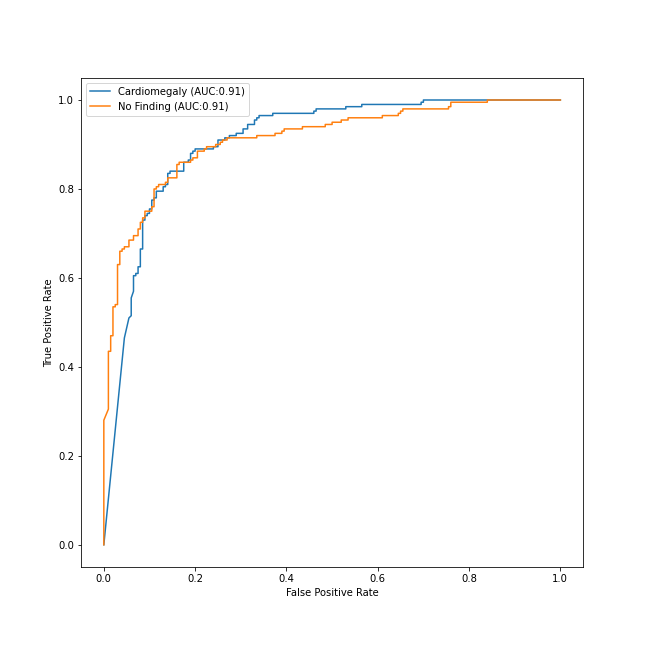 Cardiomegaly (AUC:0.91)
No Finding (AUC:0.91)
1.0
0.8
0.6
0.4
0.2
0.0
True Positive Rate
0.0 0.2 0.4 0.6 0.8 1.0
False Positive Rate